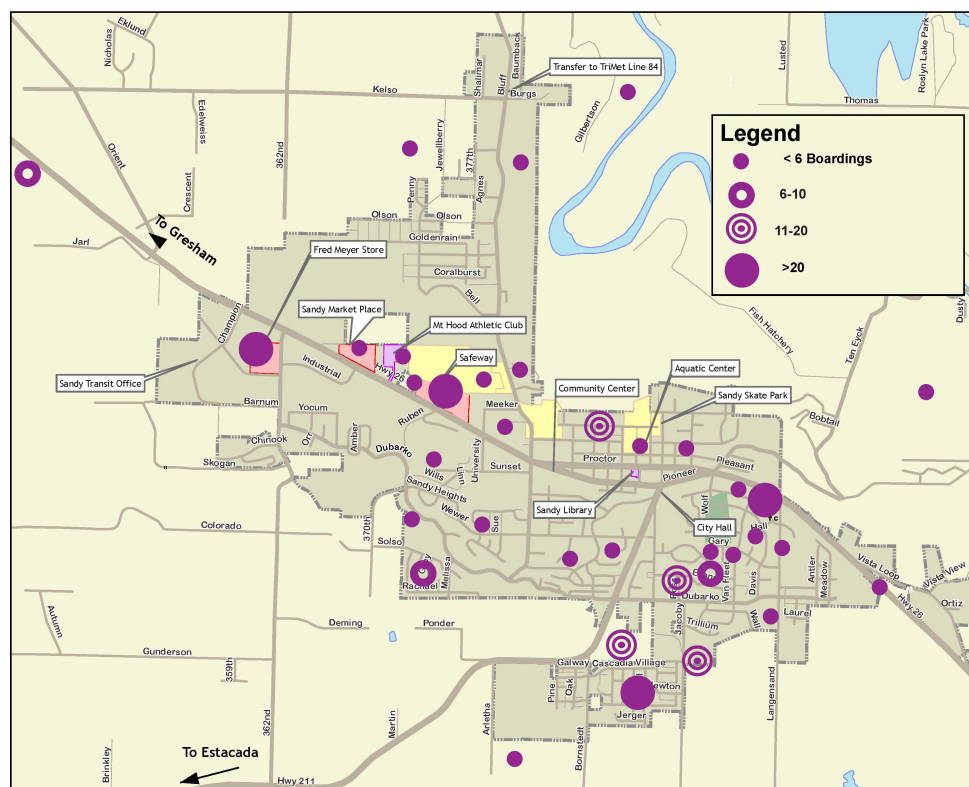 Eklund
Nicholas
Kelso
Edelweiss
Orient
362nd
Crescent
Jarl
To Gresham
Shalimar
Bluff
Baumback
Transfer to TriMet Line 84
Burgs
Gilbertson
Jewellberry
377th
Agnes
Penny
Olson
Olson
Goldenrain
Coralburst
Bell
Lusted
Roslyn Lake Park
Thomas
Legend
< 6 Boardings
6-10
11-20
>20
Dusty
Fish Hatchery
Ten Eyck
Bobtail
Fred Meyer Store
Sandy Market Place
Mt Hood Athletic Club
Safeway
Champion
Sandy Transit Office
Industrial
Hwy 26
Barnum
Yocum
Orr
Amber
Chinook
Skogan
Dubarko
Ruben
Meeker
Community Center
Aquatic Center
Sandy Skate Park
Proctor
Pioneer
Pleasant
University
Sunset
Wills
Linn
Sandy Heights
Wewer
Sue
Sandy Library
City Hall
Wolf
Hall
Gary
Colorado
370th
Solso
Rachael
Melissa
Van Fleet
Davis
Antler
Meadow
Vista Loop
Vista View
Hwy 26
Ortiz
Dubarko
Jacoby
Trillium
Wall
Laurel
Autumn
Deming
Ponder
Gunderson
359th
362nd
Martin
Arletha
Galway
Cascadia Village
Pine
Oak
Jerger
Bornstedt
Langensand
Brinkley
To Estacada
Hwy 211